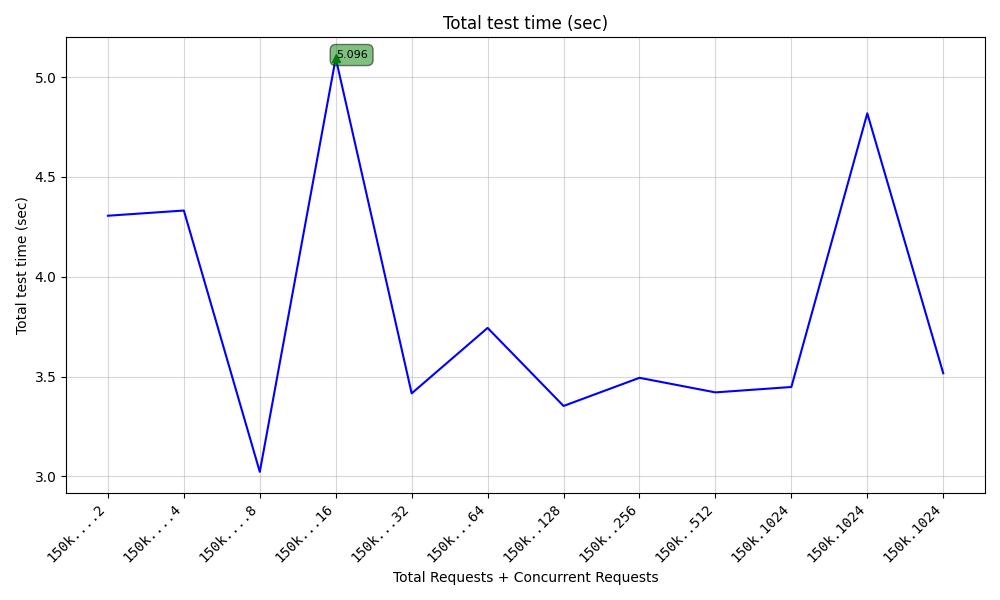 Total test time (sec)
5.096
Total test time (sec)
5.0
4.5
4.0
3.5
3.0
150k....2
150k....4
150k....8
150k...16
150k...32
150k...64
150k..128
150k..256
150k..512
150k.1024
150k.1024
150k.1024
Total Requests + Concurrent Requests